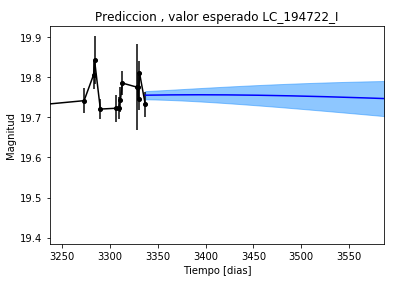 Prediccion , valor esperado LC_194722_I
19.9
19.8
19.7
19.6
19.5
19.4
Magnitud
3250 3300 3350 3400 3450 3500 3550
Tiempo [dias]